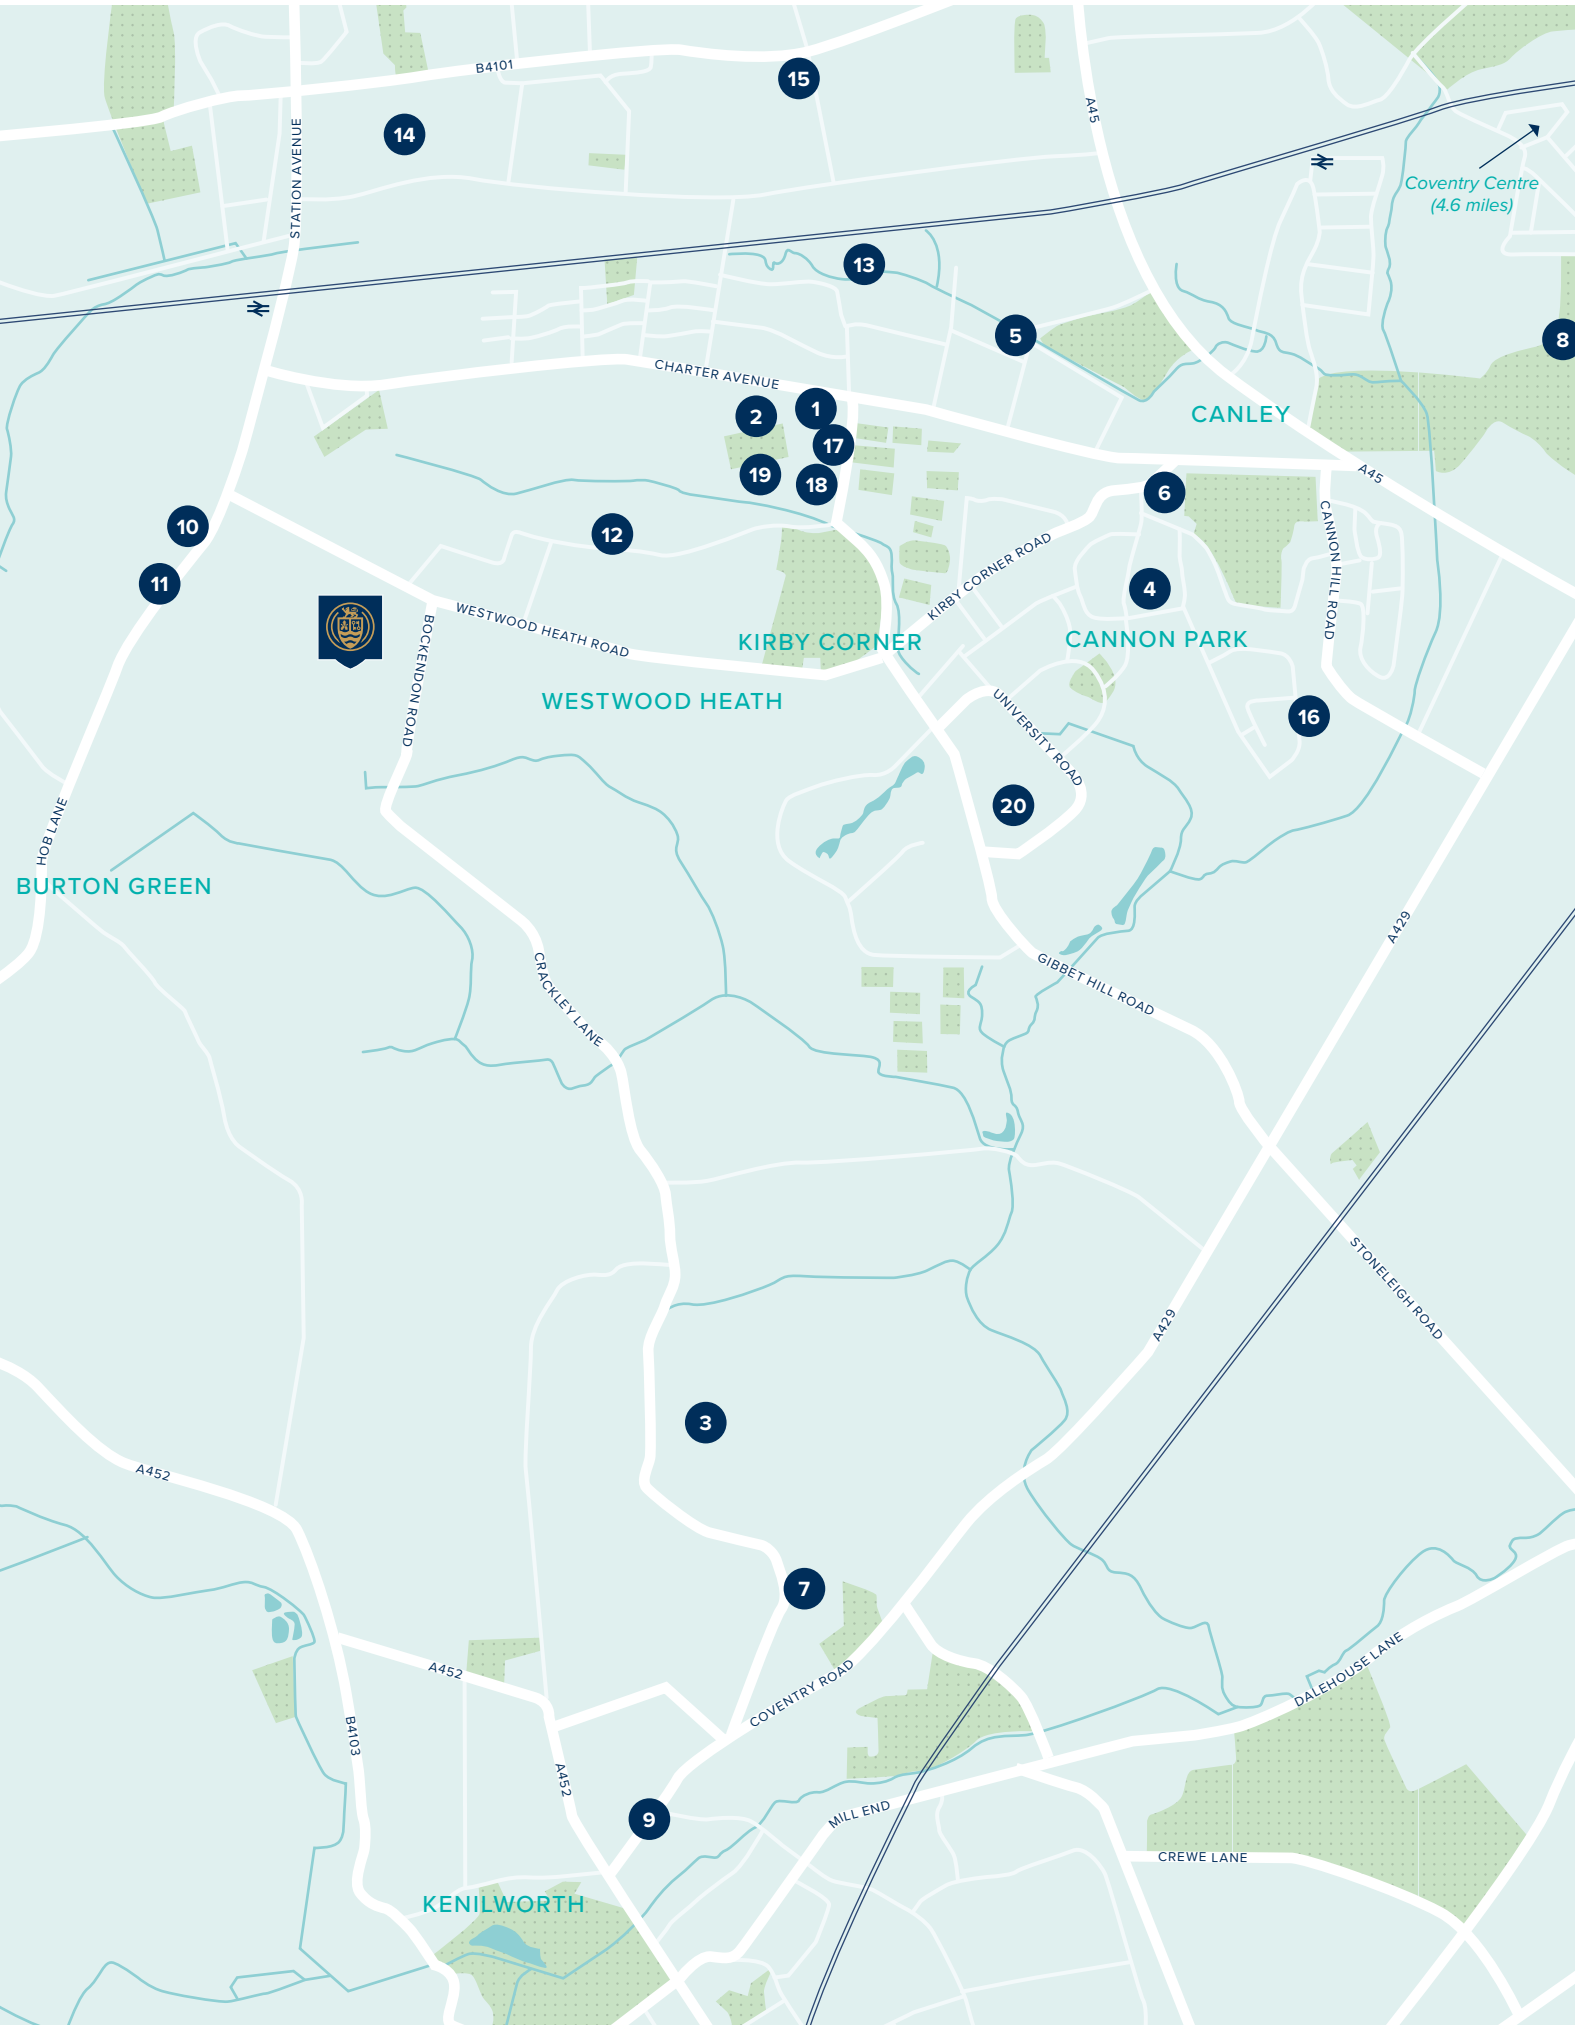 B4101
15
A45
14
STATION AVENUE
Coventry Centre
(4.6 miles)
13
5
8
CHARTER AVENUE
2
1
CANLEY
17
19
18
A45
6
10
12
CANNON HILL ROAD
KIRBY CORNER ROAD
11
4
WESTWOOD HEATH ROAD
BOCKENDON ROAD
KIRBY CORNER
CANNON PARK
WESTWOOD HEATH
UNIVERSITY ROAD
16
20
HOB LANE
BURTON GREEN
A429
CRACKLEY LANE
GIBBET HILL ROAD
STONELEIGH ROAD
A429
3
A452
7
A452
COVENTRY ROAD
DALEHOUSE LANE
B4103
A452
9
MILL END
CREWE LANE
KENILWORTH